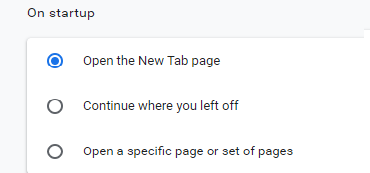 On startup
Open the New Tab page
Continue where you left off
Open a specific page or set of pages